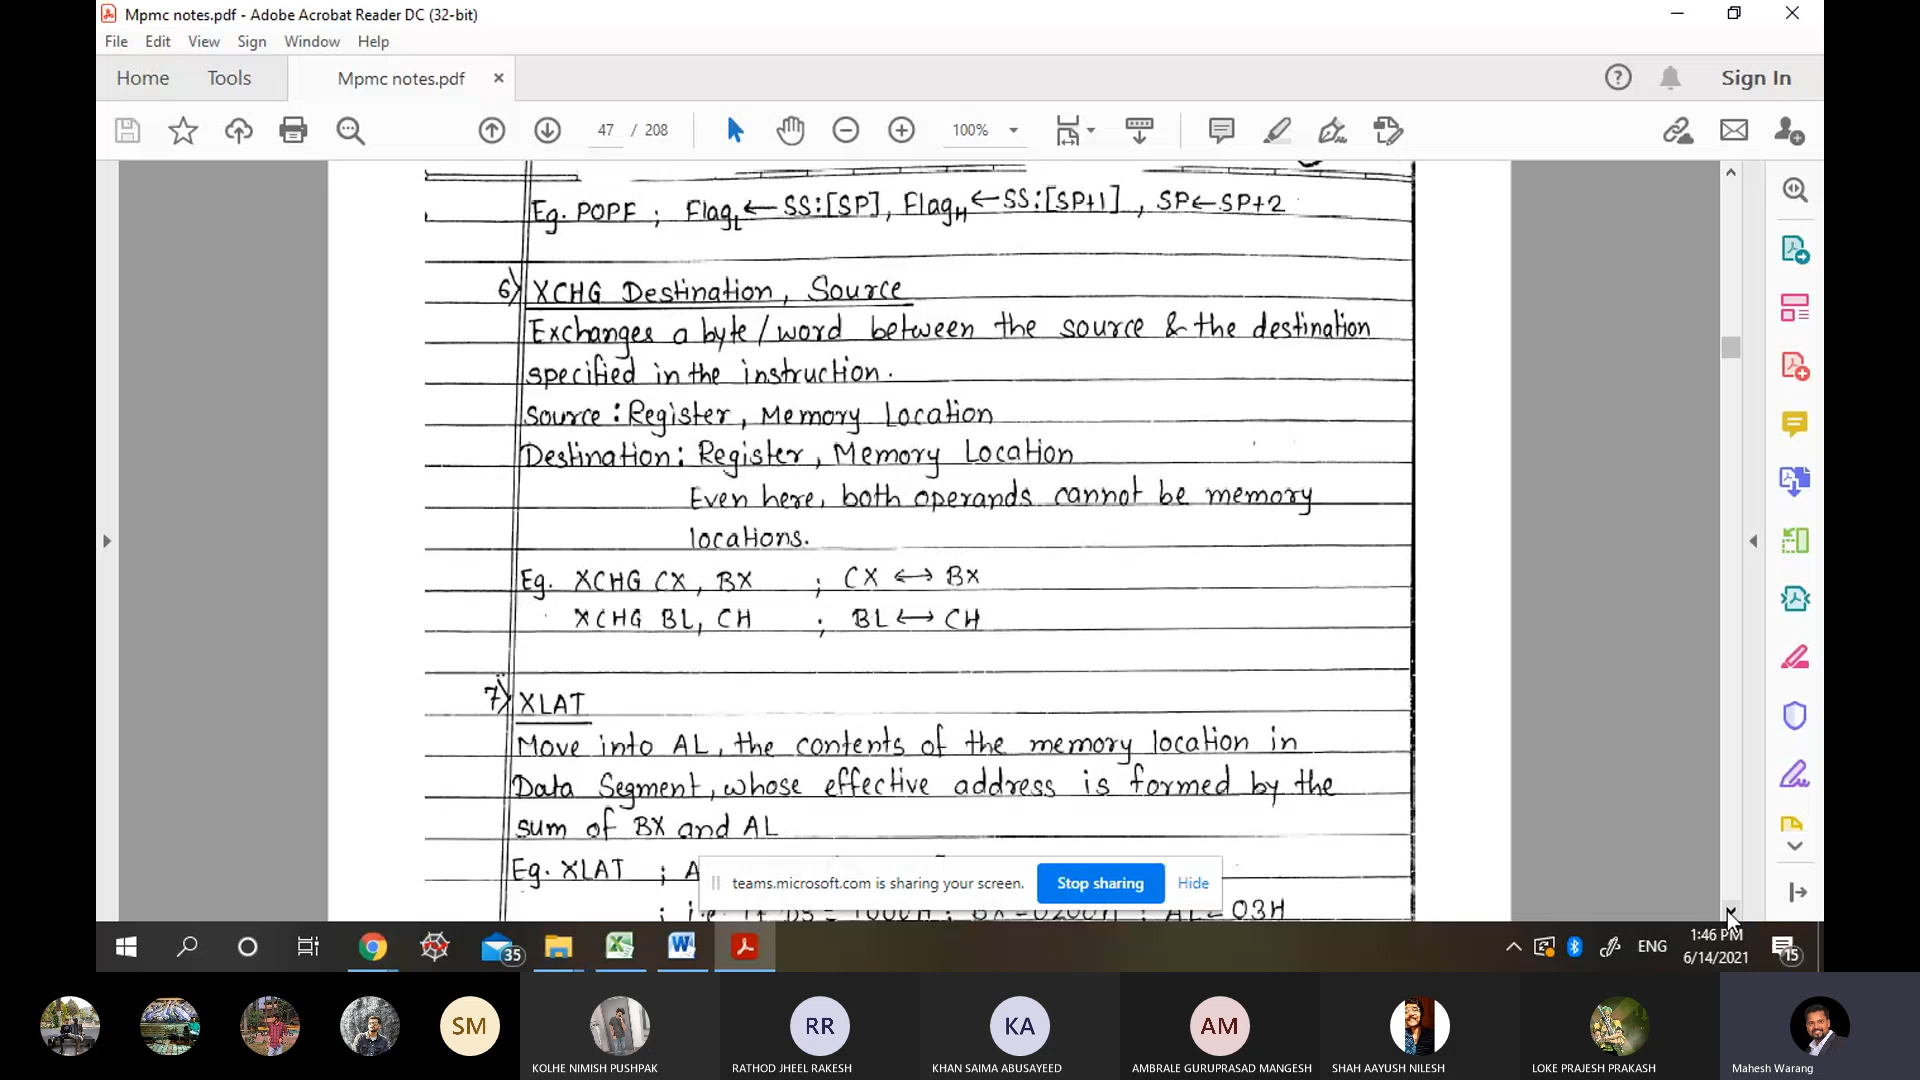 Mpmc notes.pdf - Adobe Acrobat Reader DC (32-bit)
File Edit View Sign Window Help
Home Tools Mpmc notes.pdf × Sign In
47 / 208 100%
Eg. POPF ; FlagL ← SS:[SP], FlagH ← SS:[SP+1] , SP ← SP+2
6) XCHG Destination, Source
Exchanges a byte/word between the source & the destination
specified in the instruction.
Source : Register, Memory Location
Destination : Register, Memory Location
Even here, both operands cannot be memory
locations.
Eg. XCHG CX, BX ; CX ↔ BX
XCHG BL, CH ; BL ↔ CH
7) XLAT
Move into AL, the contents of the memory location in
Data Segment, whose effective address is formed by the
sum of BX and AL
Eg. XLAT ; A
teams.microsoft.com is sharing your screen. Stop sharing Hide
03H
35
ENG
1:46 PM
6/14/2021
15
SM RR KA AM
KOLHE NIMISH PUSHPAK RATHOD JHEEL RAKESH KHAN SAIMA ABUSAYEED AMBRALE GURUPRASAD MANGESH SHAH AAYUSH NILESH LOKE PRAJESH PRAKASH Mahesh Warang